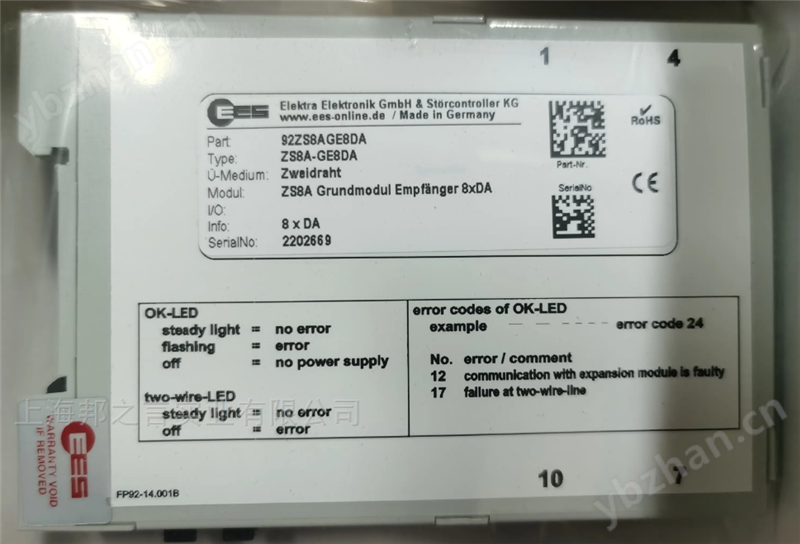 1
4
EES
Elektra Elektronik GmbH & Störcontroller KG
www.ees-online.de / Made in Germany
Part: 92ZS8AGE8DA
Type: ZS8A-GE8DA
Ü-Medium: Zweidraht
Modul: ZS8A Grundmodul Empfänger 8xDA
I/O:
Info: 8 x DA
SerialNo: 2202669
Part-Nr.
SerialNo
RoHS
CE
OK-LED
steady light = no error
flashing = error
off = no power supply
two-wire-LED
steady light = no error
off = error
error codes of OK-LED
example — — — — — — error code 24
No. error / comment
12 communication with expansion module is faulty
17 failure at two-wire-line
10
7
FP92-14.001B
WARRANTY VOID
IF REMOVED
EES
上海邦之言实业有限公司
ybzhan.cn
ybzhan.cn